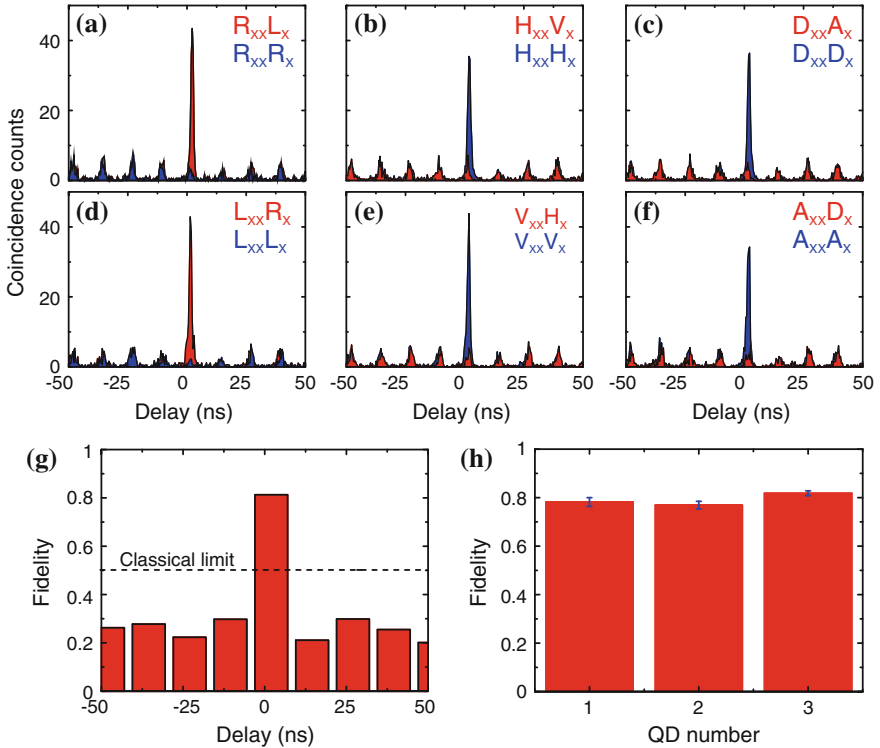 (a)
R_xxL_x
R_xxR_x
(b)
H_xxV_x
H_xxH_x
(c)
D_xxA_x
D_xxD_x
40
20
0
Coincidence counts
(d)
L_xxR_x
L_xxL_x
(e)
V_xxH_x
V_xxV_x
(f)
A_xxD_x
A_xxA_x
40
20
0
-50 -25 0 25 50
-50 -25 0 25 50
-50 -25 0 25 50
Delay (ns)
Delay (ns)
Delay (ns)
(g)
1
0.8
0.6
0.4
0.2
0
Fidelity
Classical limit
-50 -25 0 25 50
Delay (ns)
(h)
1
0.8
0.6
0.4
0.2
0
Fidelity
1 2 3
QD number